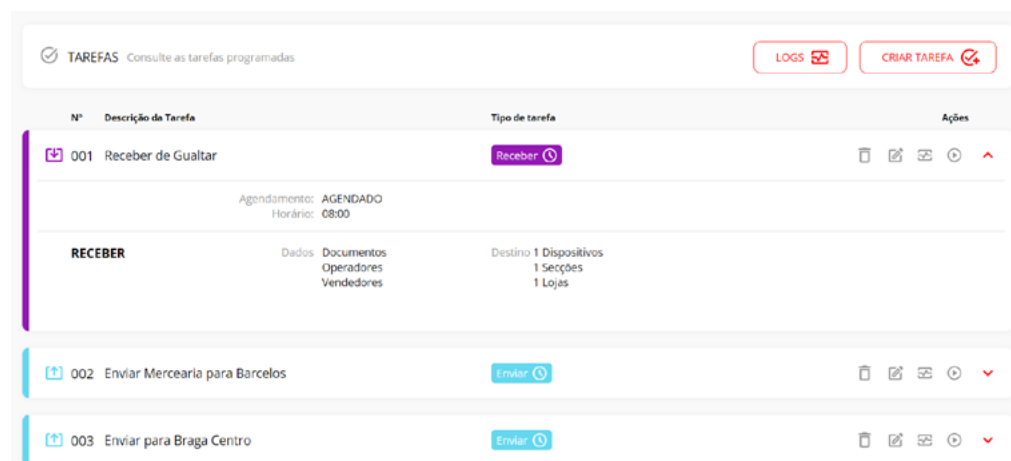 TAREFAS Consulte as tarefas programadas LOGS CRIAR TAREFA
Nº Descrição da Tarefa Tipo de tarefa Ações
001 Receber de Gualtar Receber
Agendamento: AGENDADO
Horário: 08:00
RECEBER Dados Documentos Destino 1 Dispositivos
Operadores 1 Secções
Vendedores 1 Lojas
002 Enviar Mercearia para Barcelos Enviar
003 Enviar para Braga Centro Enviar